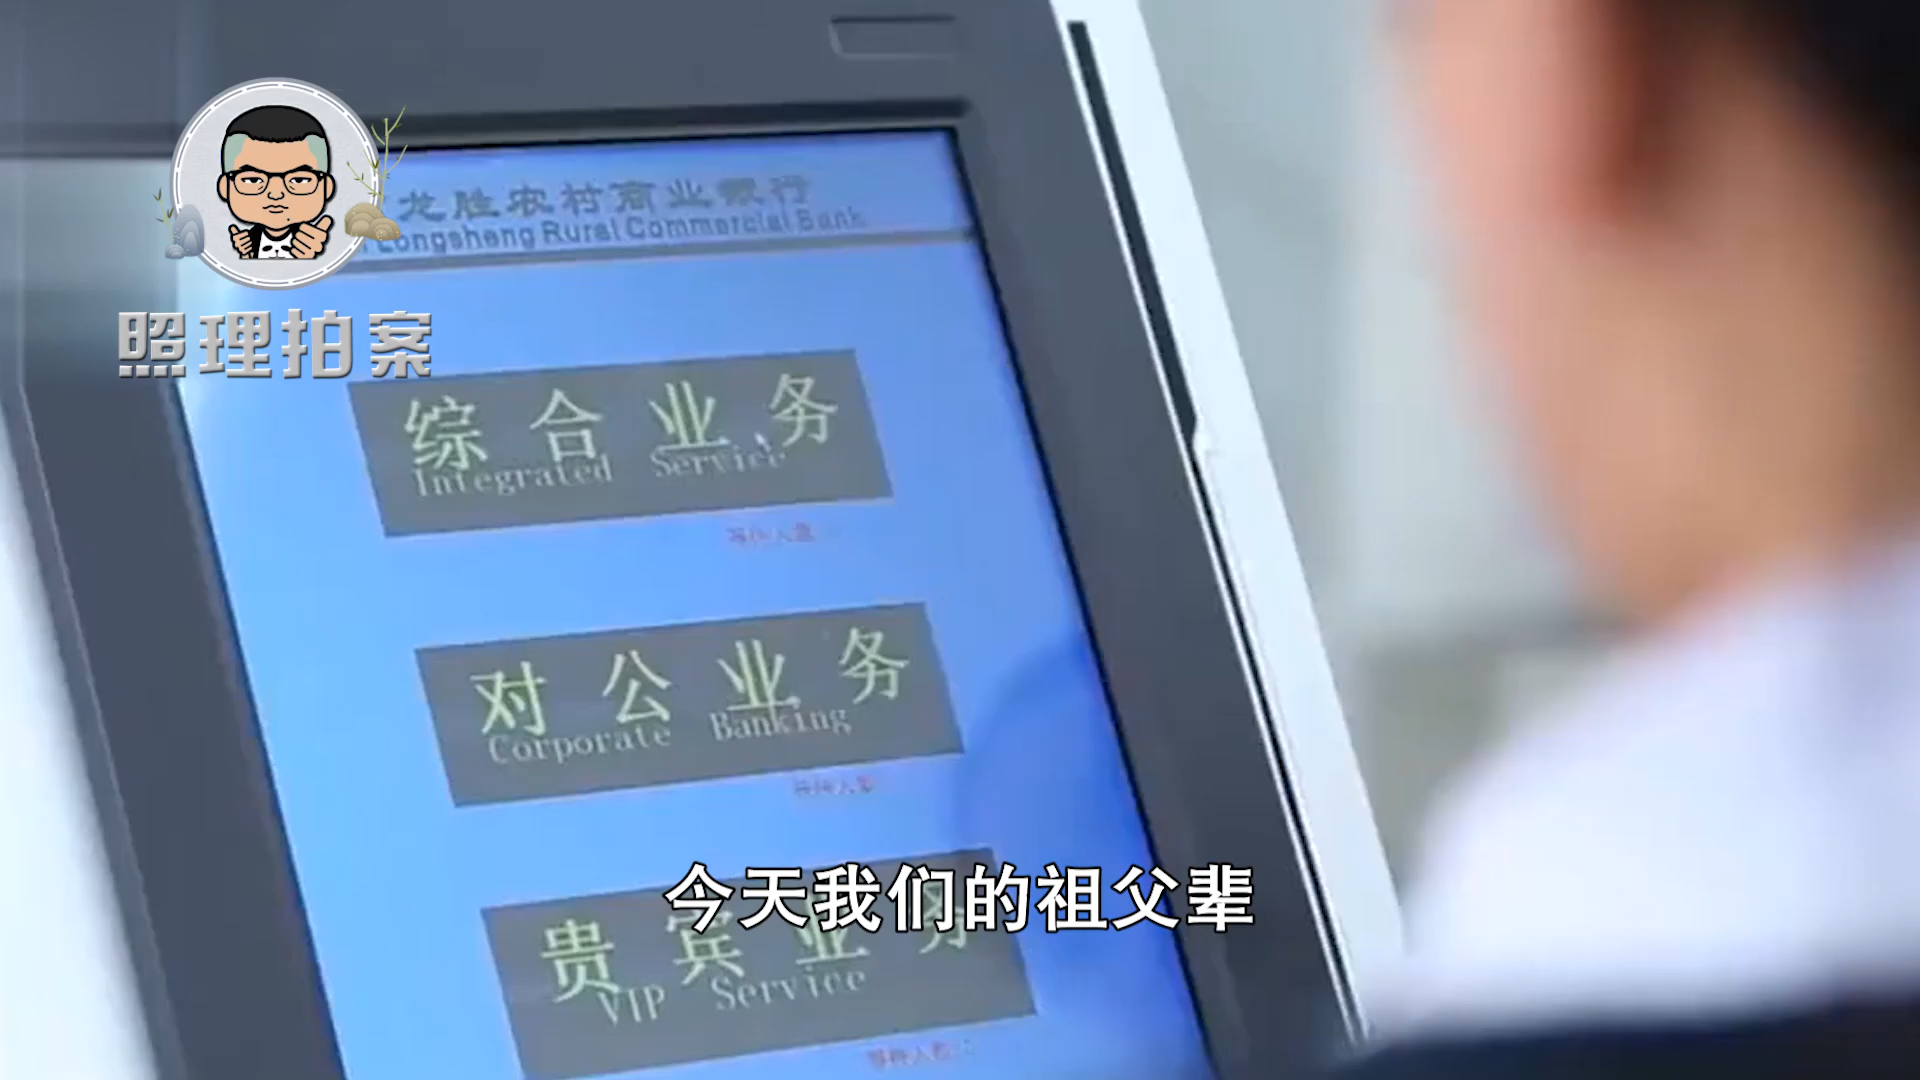 龙胜农村商业银行
Longsheng Rural Commercial Bank
照理拍案
综合业务
Integrated Service
对公业务
Corporate Banking
今天我们的祖父辈
贵宾业务
VIP Service